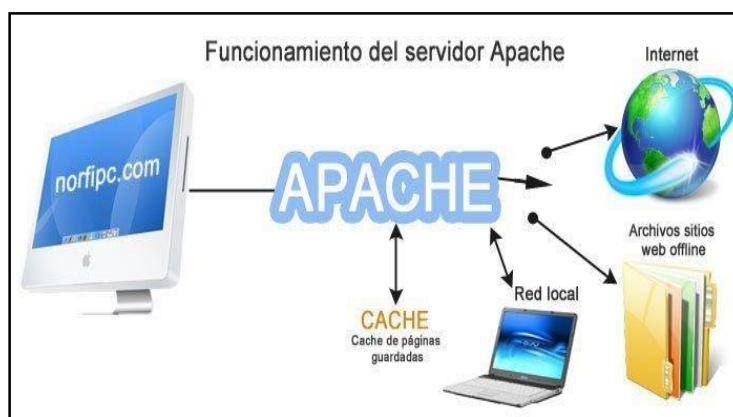 Funcionamiento del servidor Apache
Internet
norfipc.com
APACHE
Archivos sitios
web offline
Red local
CACHE
Cache de páginas
guardadas